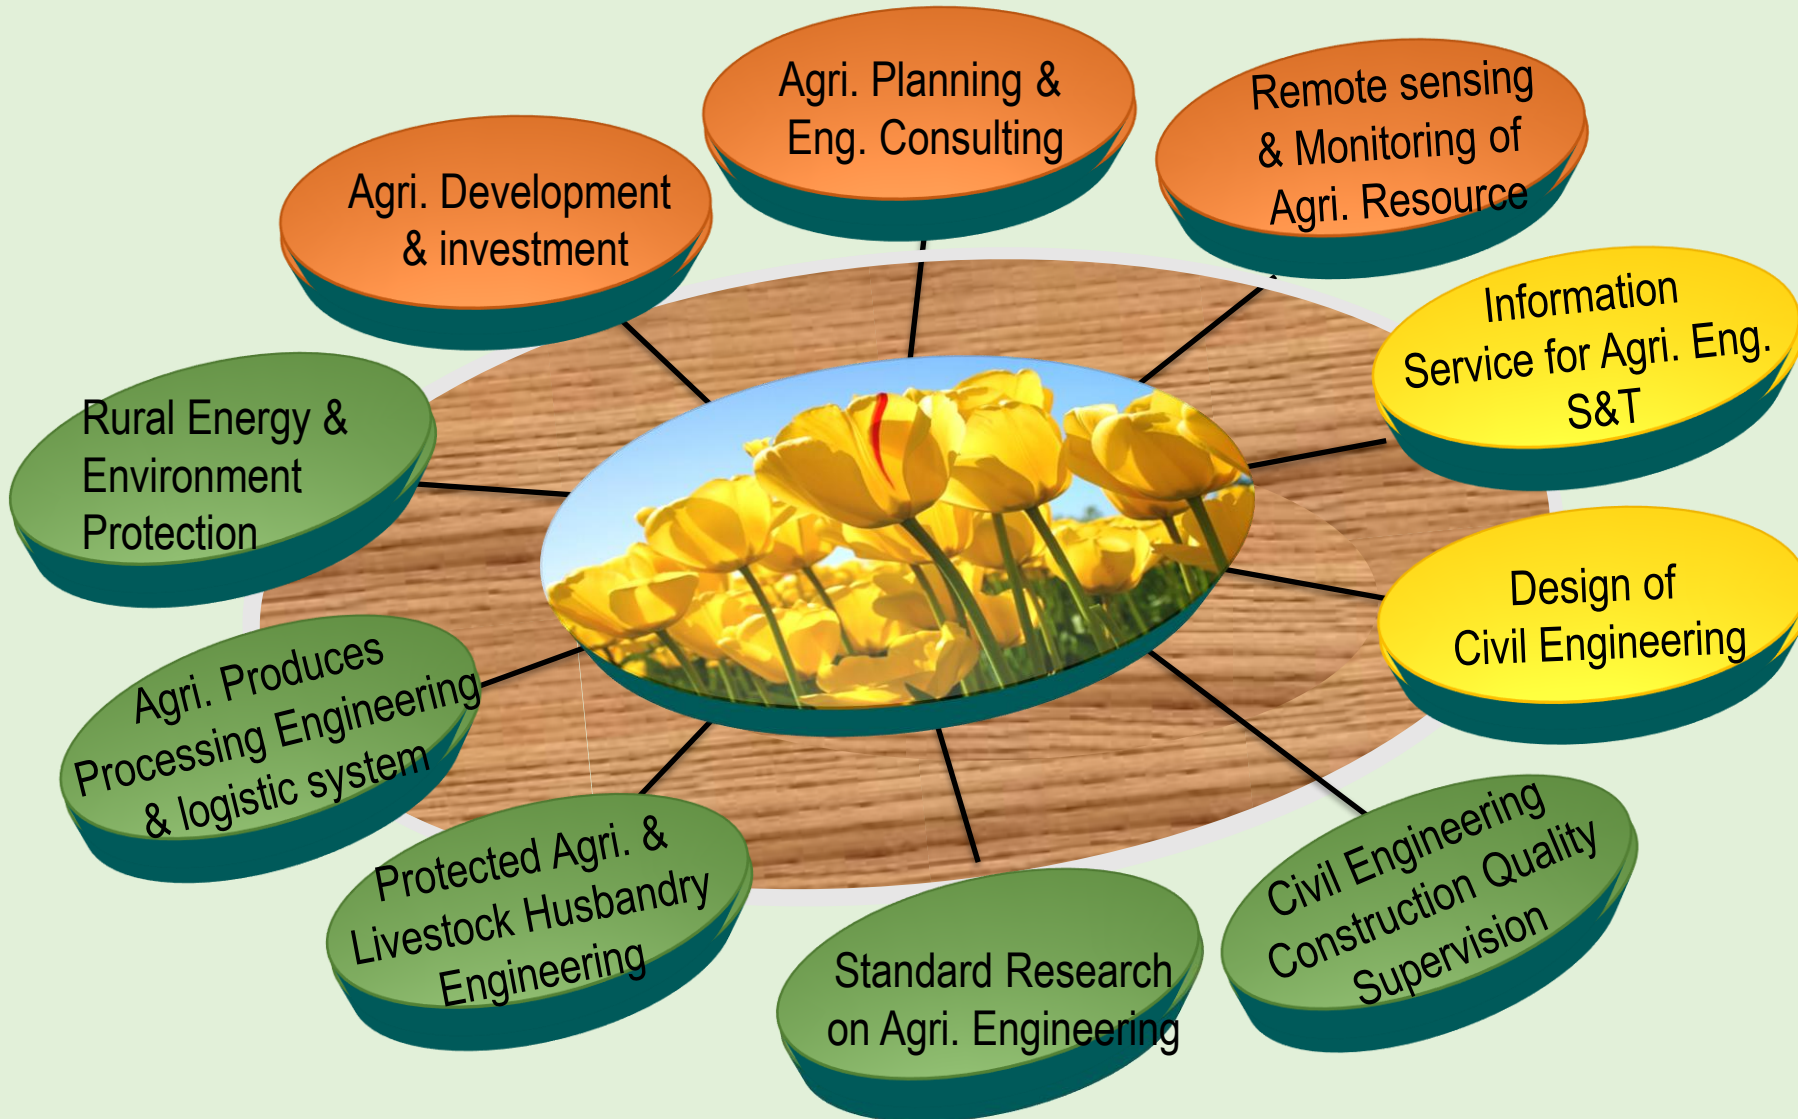 Agri. Planning &
Eng. Consulting
Remote sensing
& Monitoring of
Agri. Resource
Agri. Development
& investment
Information
Service for Agri. Eng.
S&T
Rural Energy &
Environment
Protection
Design of
Civil Engineering
Agri. Produces
Processing Engineering
& logistic system
Civil Engineering
Construction Quality
Supervision
Protected Agri. &
Livestock Husbandry
Engineering
Standard Research
on Agri. Engineering